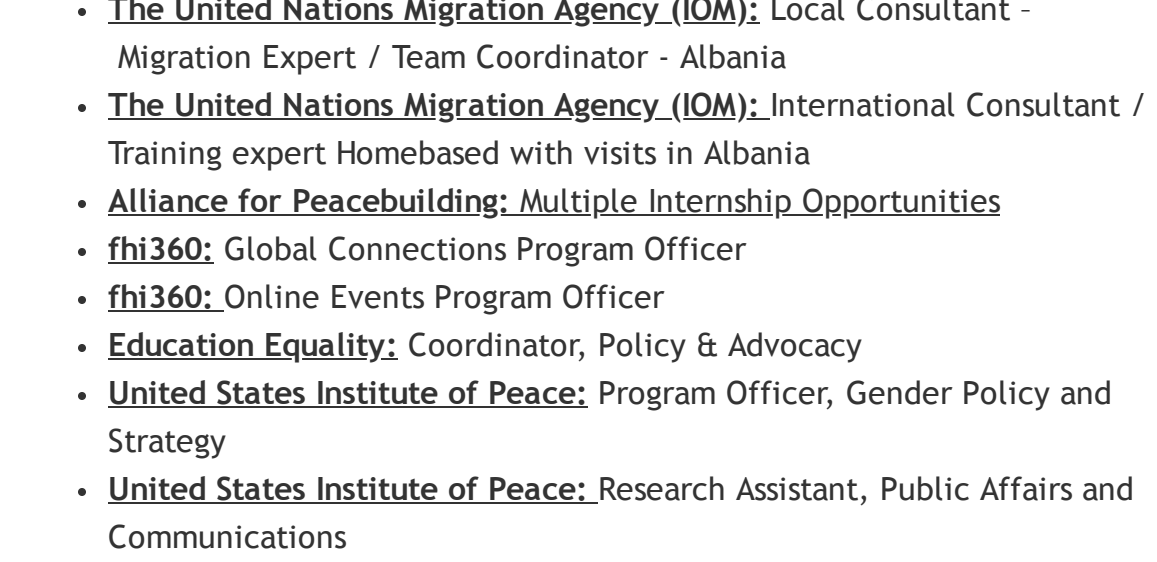 The United Nations Migration Agency (IOM): Local Consultant –
Migration Expert / Team Coordinator - Albania
The United Nations Migration Agency (IOM): International Consultant /
Training expert Homebased with visits in Albania
Alliance for Peacebuilding: Multiple Internship Opportunities
fhi360: Global Connections Program Officer
fhi360: Online Events Program Officer
Education Equality: Coordinator, Policy & Advocacy
United States Institute of Peace: Program Officer, Gender Policy and
Strategy
United States Institute of Peace: Research Assistant, Public Affairs and
Communications